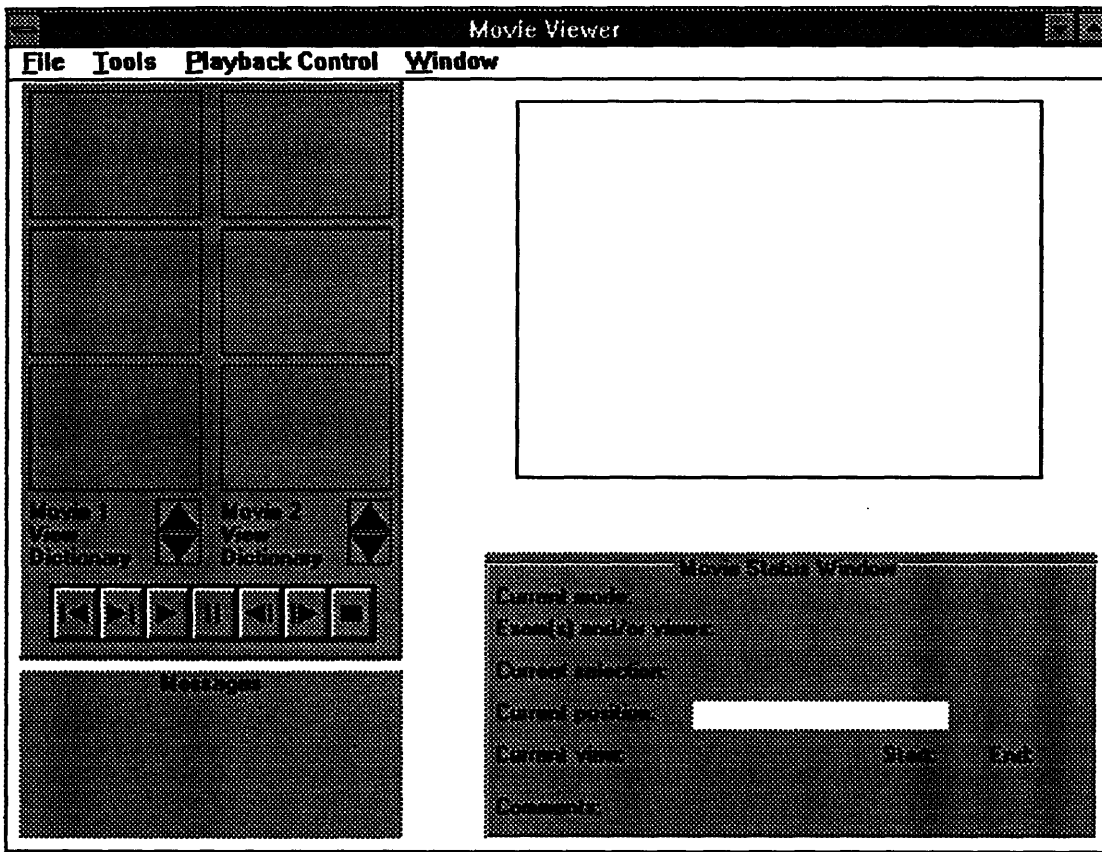 Movie Viewer
File Tools Playback Control Window
Movie 1 View Dictionary
Movie 2 View Dictionary
Messages
Movie Status Window
Current mode:
Exam(s) and/or views:
Current selection:
Current position:
Current view: Start: End:
Comments: